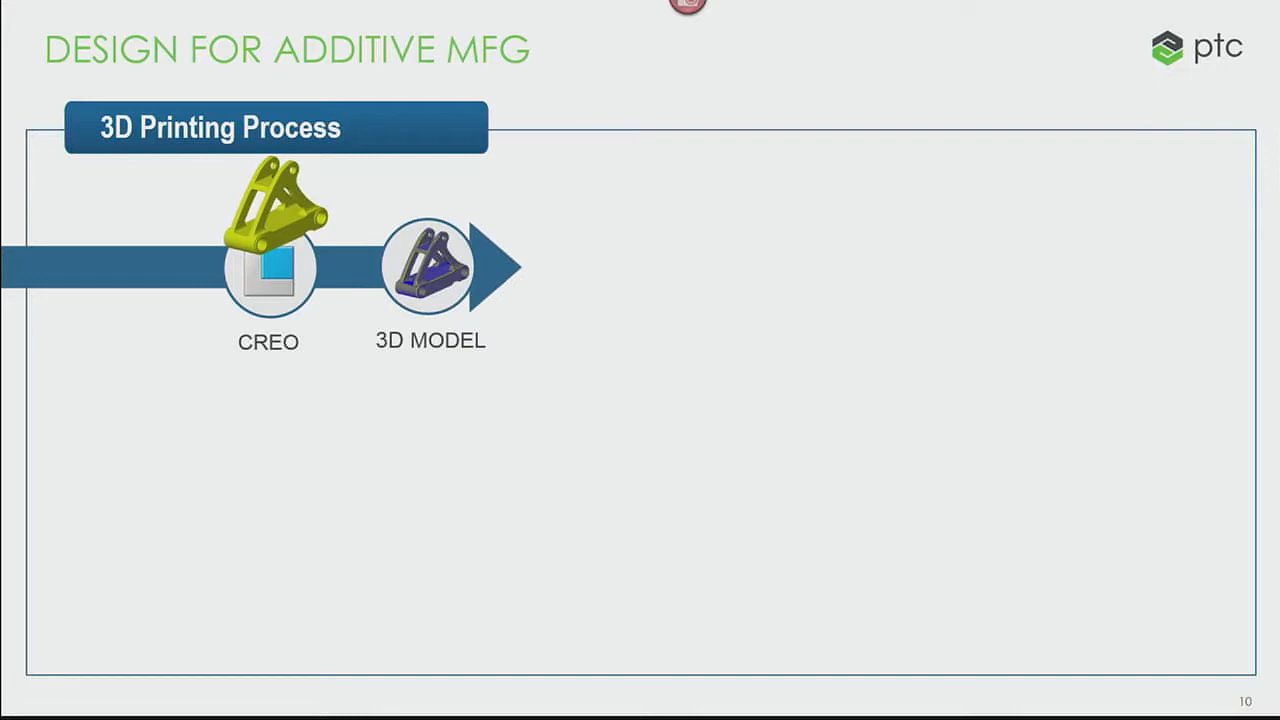 DESIGN FOR ADDITIVE MFG
ptc
3D Printing Process
CREO
3D MODEL
10